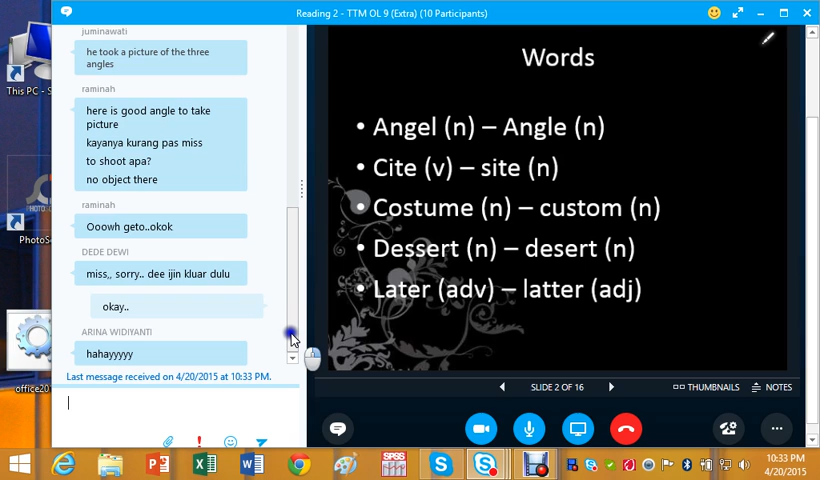 Reading 2 - TTM OL 9 (Extra) (10 Participants)
This PC - S
PhotoS
office20
juminawati
he took a picture of the three
angles
raminah
here is good angle to take
picture
kayanya kurang pas miss
to shoot apa?
no object there
raminah
Ooowh geto..okok
DEDE DEWI
miss,, sorry.. dee ijin kluar dulu
okay..
ARINA WIDIYANTI
hahayyyyy
Last message received on 4/20/2015 at 10:33 PM.
Words
• Angel (n) – Angle (n)
• Cite (v) – site (n)
• Costume (n) – custom (n)
• Dessert (n) – desert (n)
• Later (adv) – latter (adj)
SLIDE 2 OF 16
THUMBNAILS
NOTES
SPSS
10:33 PM
4/20/2015